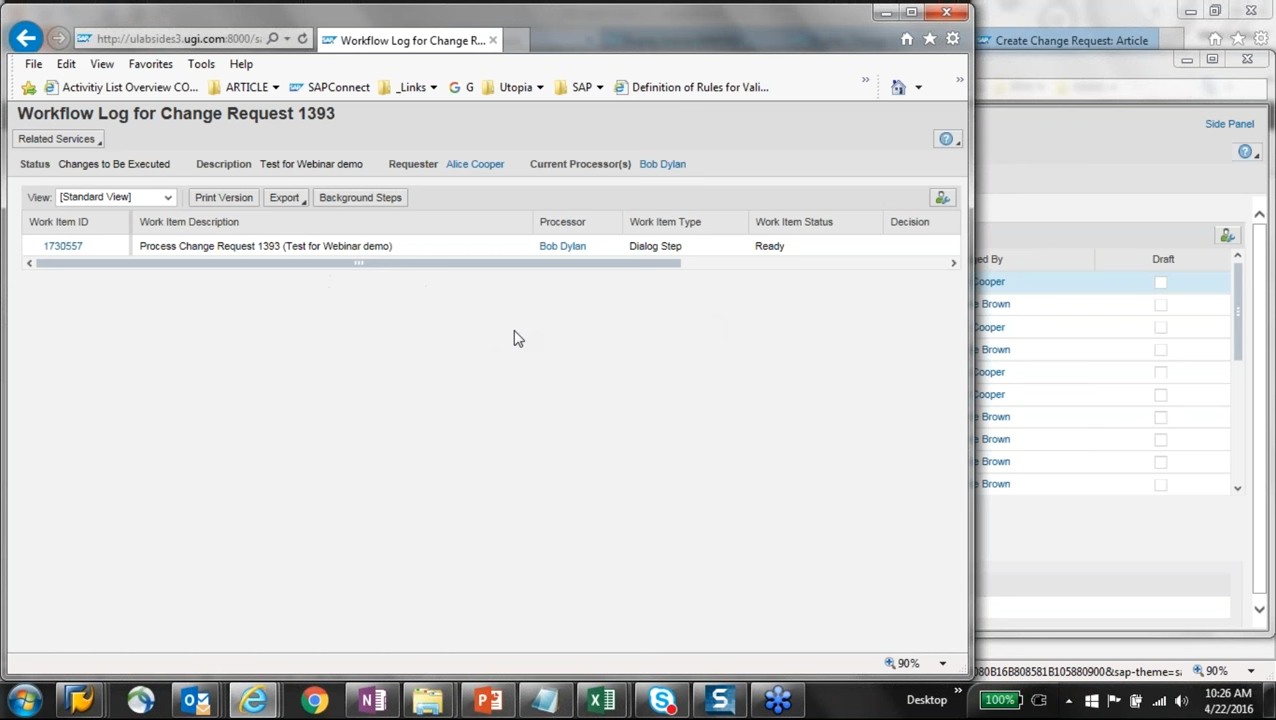 http://ulabsides3.ugi.com:8000/s
Workflow Log for Change R...
Create Change Request: Article
File Edit View Favorites Tools Help
Activitiy List Overview CO... ARTICLE SAPConnect _Links G Utopia SAP Definition of Rules for Vali...
Workflow Log for Change Request 1393
Side Panel
Related Services
Status Changes to Be Executed Description Test for Webinar demo Requester Alice Cooper Current Processor(s) Bob Dylan
View: [Standard View] Print Version Export Background Steps
Work Item ID Work Item Description Processor Work Item Type Work Item Status Decision
1730557 Process Change Request 1393 (Test for Webinar demo) Bob Dylan Dialog Step Ready
ged By Draft
Cooper
e Brown
Cooper
e Brown
Cooper
Cooper
e Brown
e Brown
e Brown
e Brown
90%
080B16B808581B105880900&sap-theme=s 90%
Desktop 100% 10:26 AM
4/22/2016